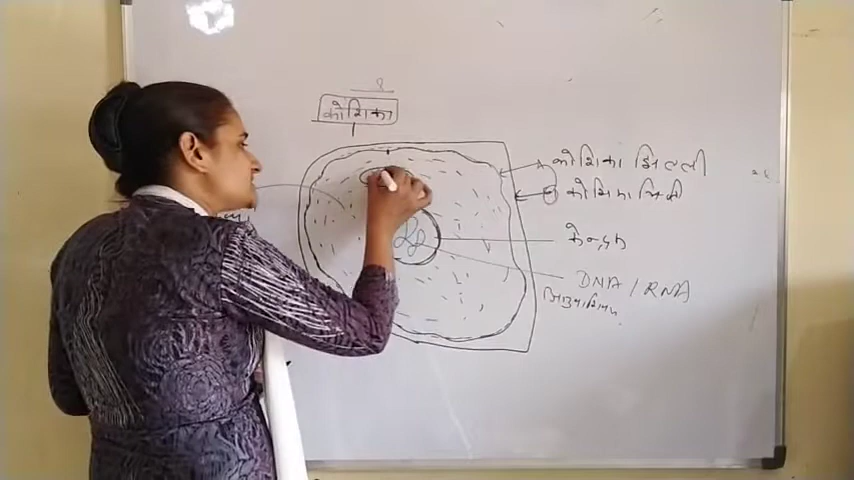 कोशिका
कोशिका झिल्ली
कोशिका भित्ती
केन्द्रक
DNA / RNA